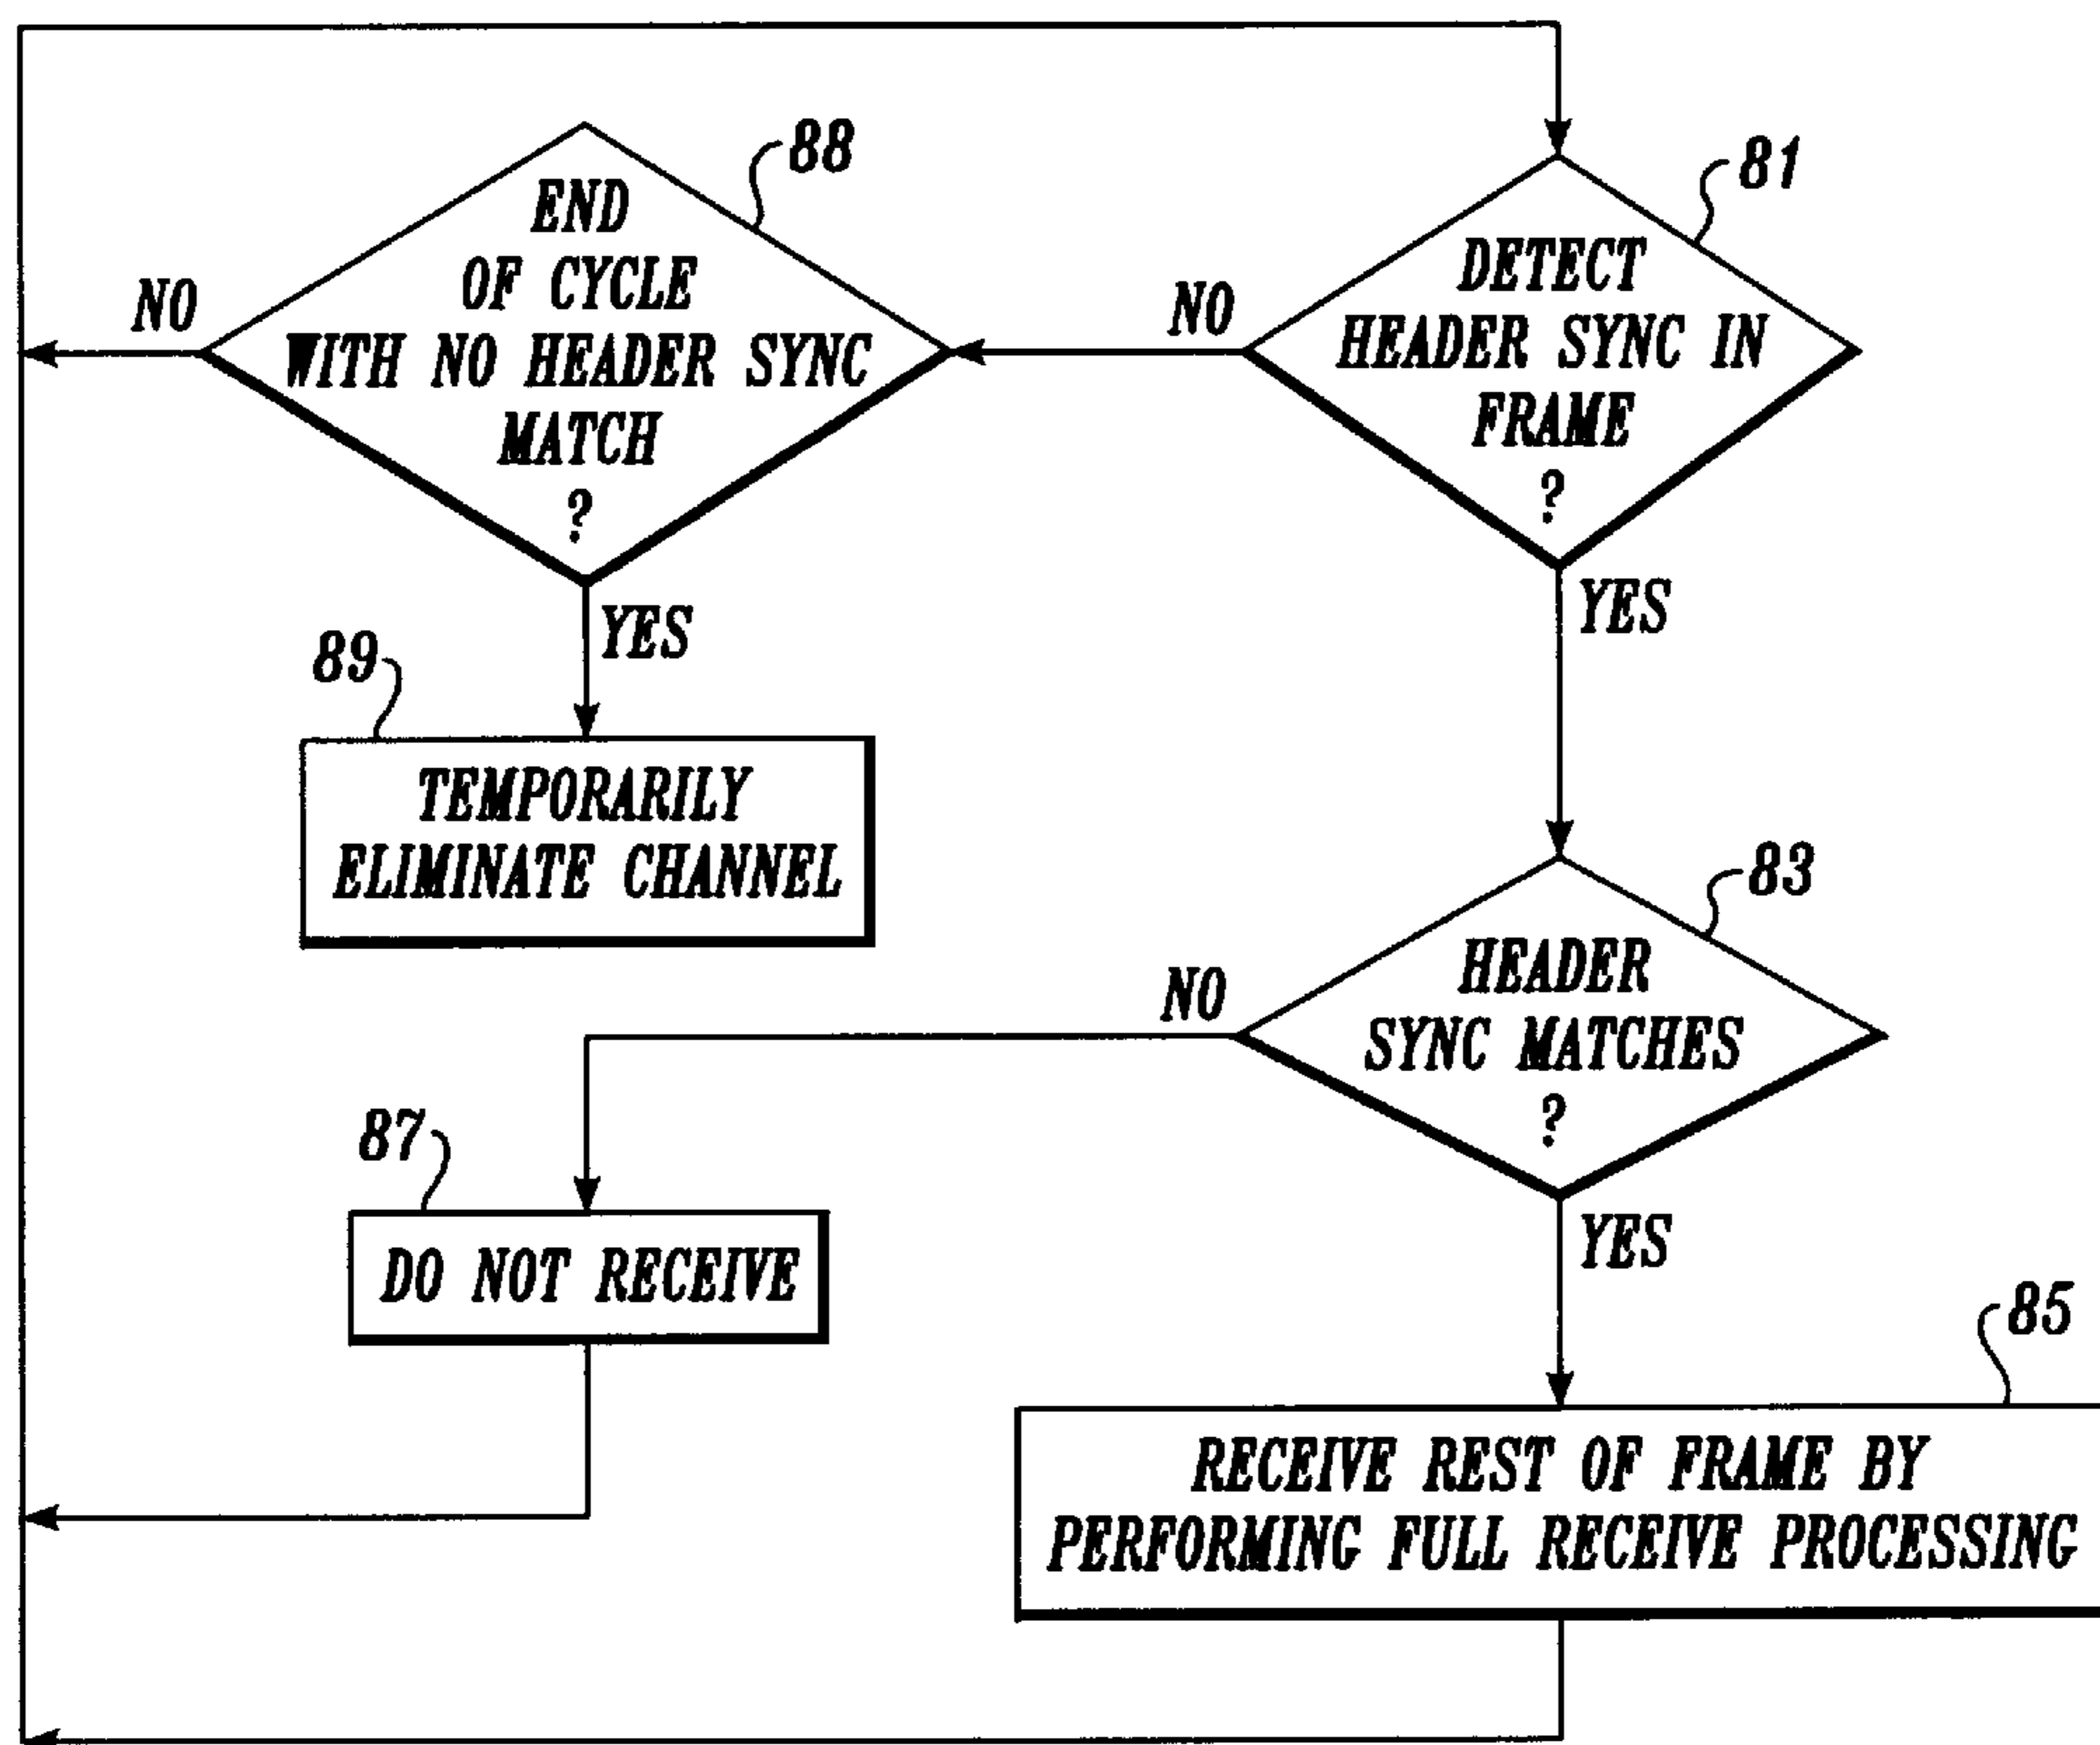 88
END
OF CYCLE
WITH NO HEADER SYNC
MATCH
?
NO
YES
81
DETECT
HEADER SYNC IN
FRAME
?
NO
YES
89
TEMPORARILY
ELIMINATE CHANNEL
83
HEADER
SYNC MATCHES
?
NO
YES
87
DO NOT RECEIVE
85
RECEIVE REST OF FRAME BY
PERFORMING FULL RECEIVE PROCESSING